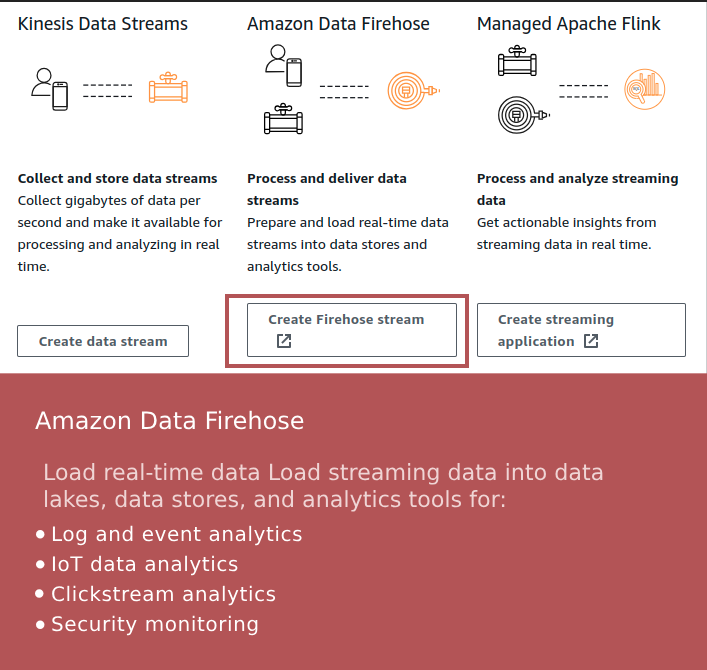 Kinesis Data Streams
Collect and store data streams
Collect gigabytes of data per
second and make it available for
processing and analyzing in real
time.
Create data stream
Amazon Data Firehose
Process and deliver data
streams
Prepare and load real-time data
streams into data stores and
analytics tools.
Create Firehose stream
Managed Apache Flink
Process and analyze streaming
data
Get actionable insights from
streaming data in real time.
Create streaming
application
Amazon Data Firehose
Load real-time data Load streaming data into data
lakes, data stores, and analytics tools for:
• Log and event analytics
• IoT data analytics
• Clickstream analytics
• Security monitoring